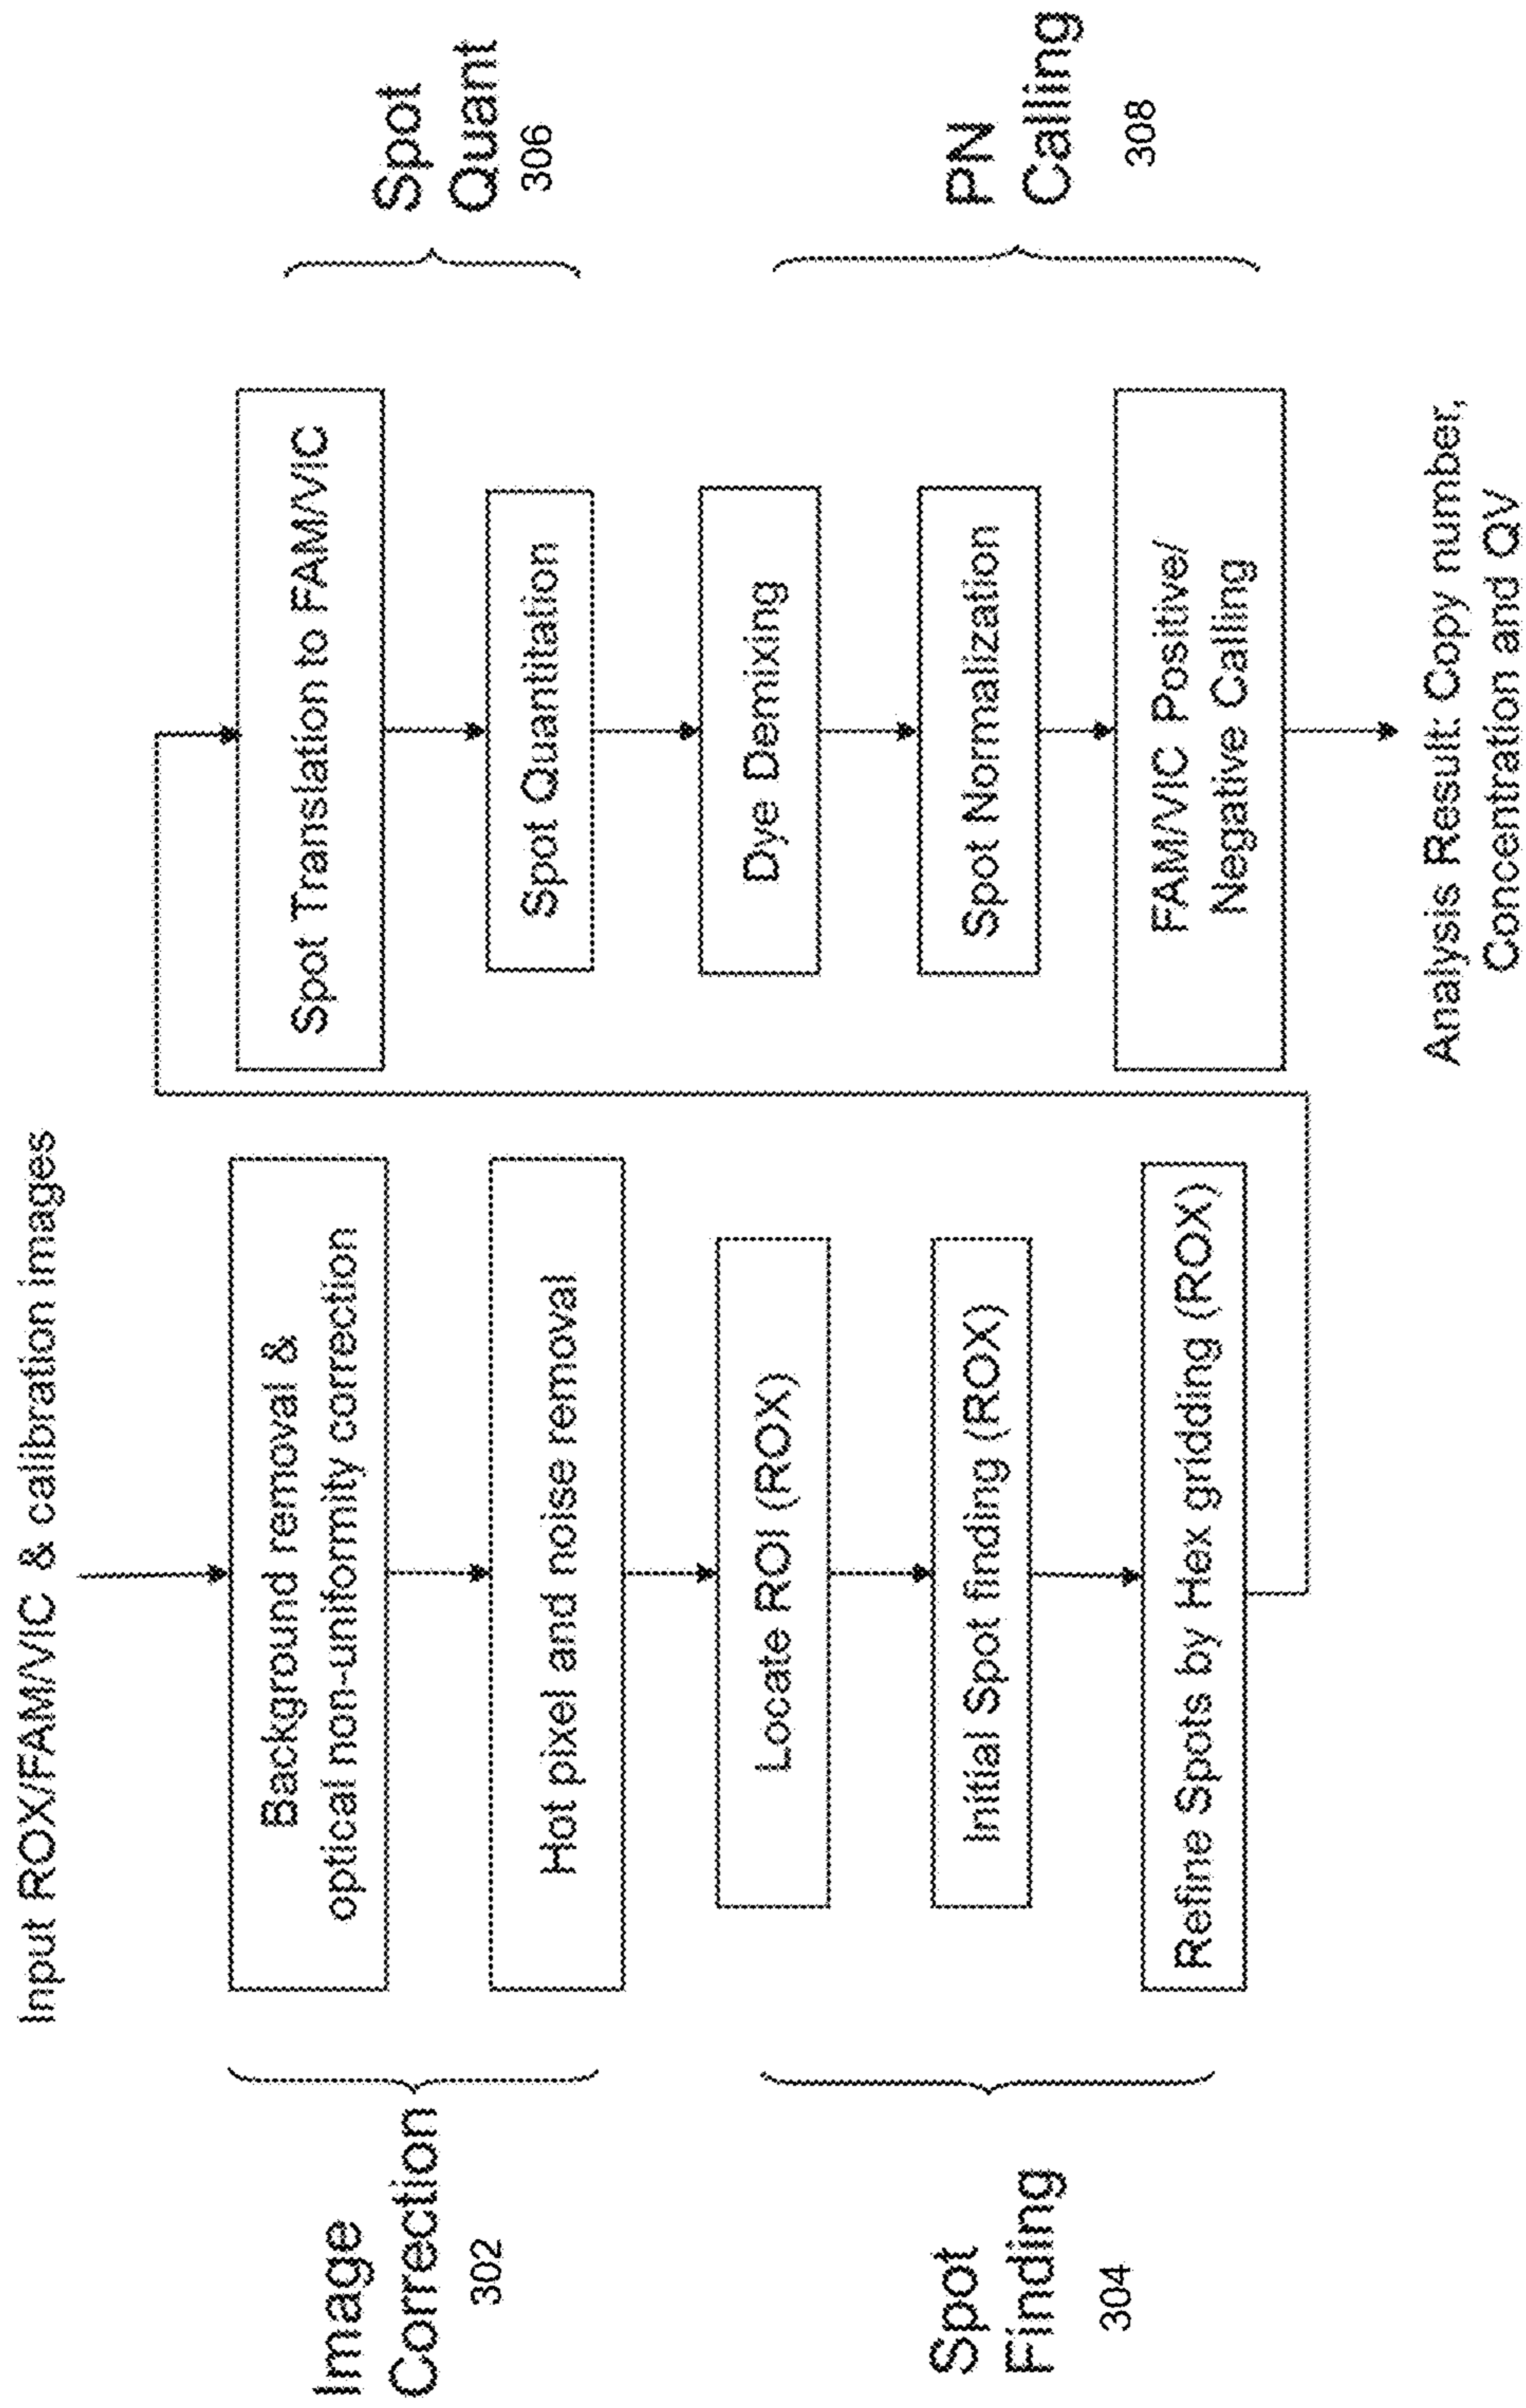 Input ROX/FAM/VIC & calibration images
Image
Correction
302
Background removal &
optical non-uniformity correction
Hot pixel and noise removal
Spot
Finding
304
Locate ROI (ROX)
Initial Spot finding (ROX)
Refine Spots by Hex gridding (ROX)
Spot Translation to FAM/VIC
Spot Quantitation
Spot
Quant
306
Dye Demixing
Spot Normalization
FAM/VIC Positive/
Negative Calling
PN
Calling
308
Analysis Result: Copy number,
Concentration and QV